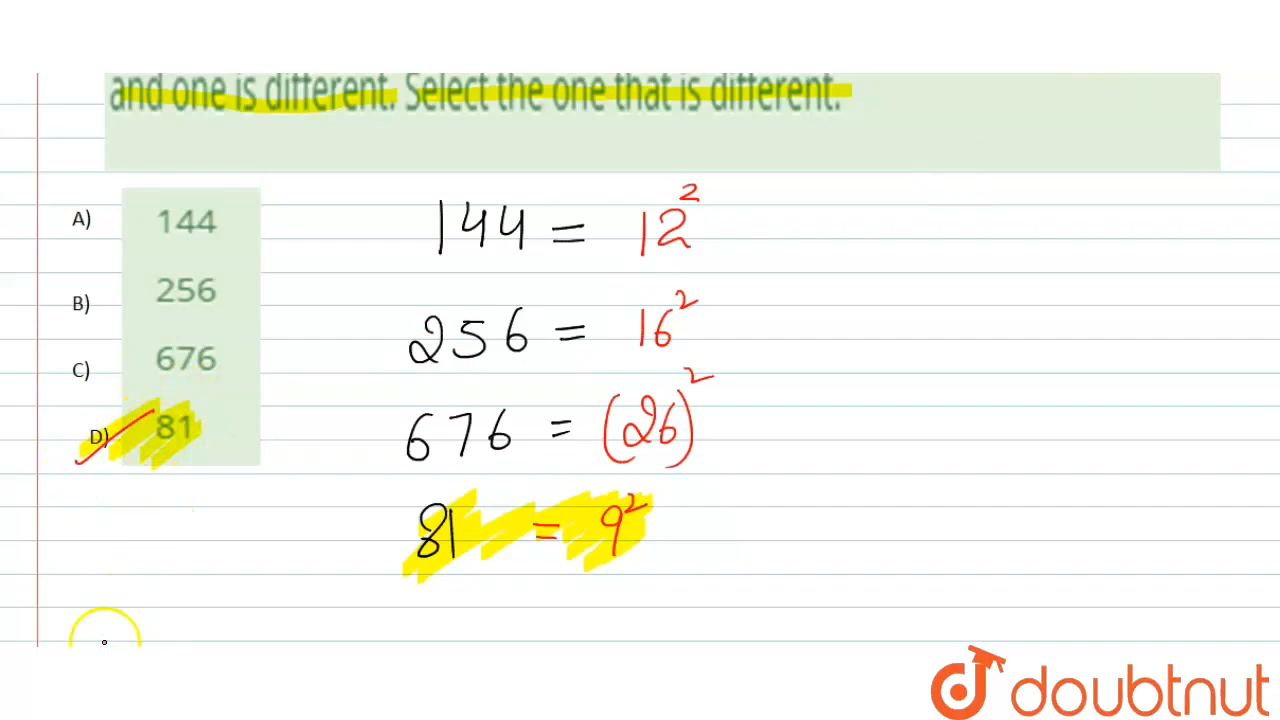 and one is different. Select the one that is different.
A) 144
144 = 12²
B) 256
256 = 16²
C) 676
676 = (26)²
D) 81
81 = 9²
doubtnut